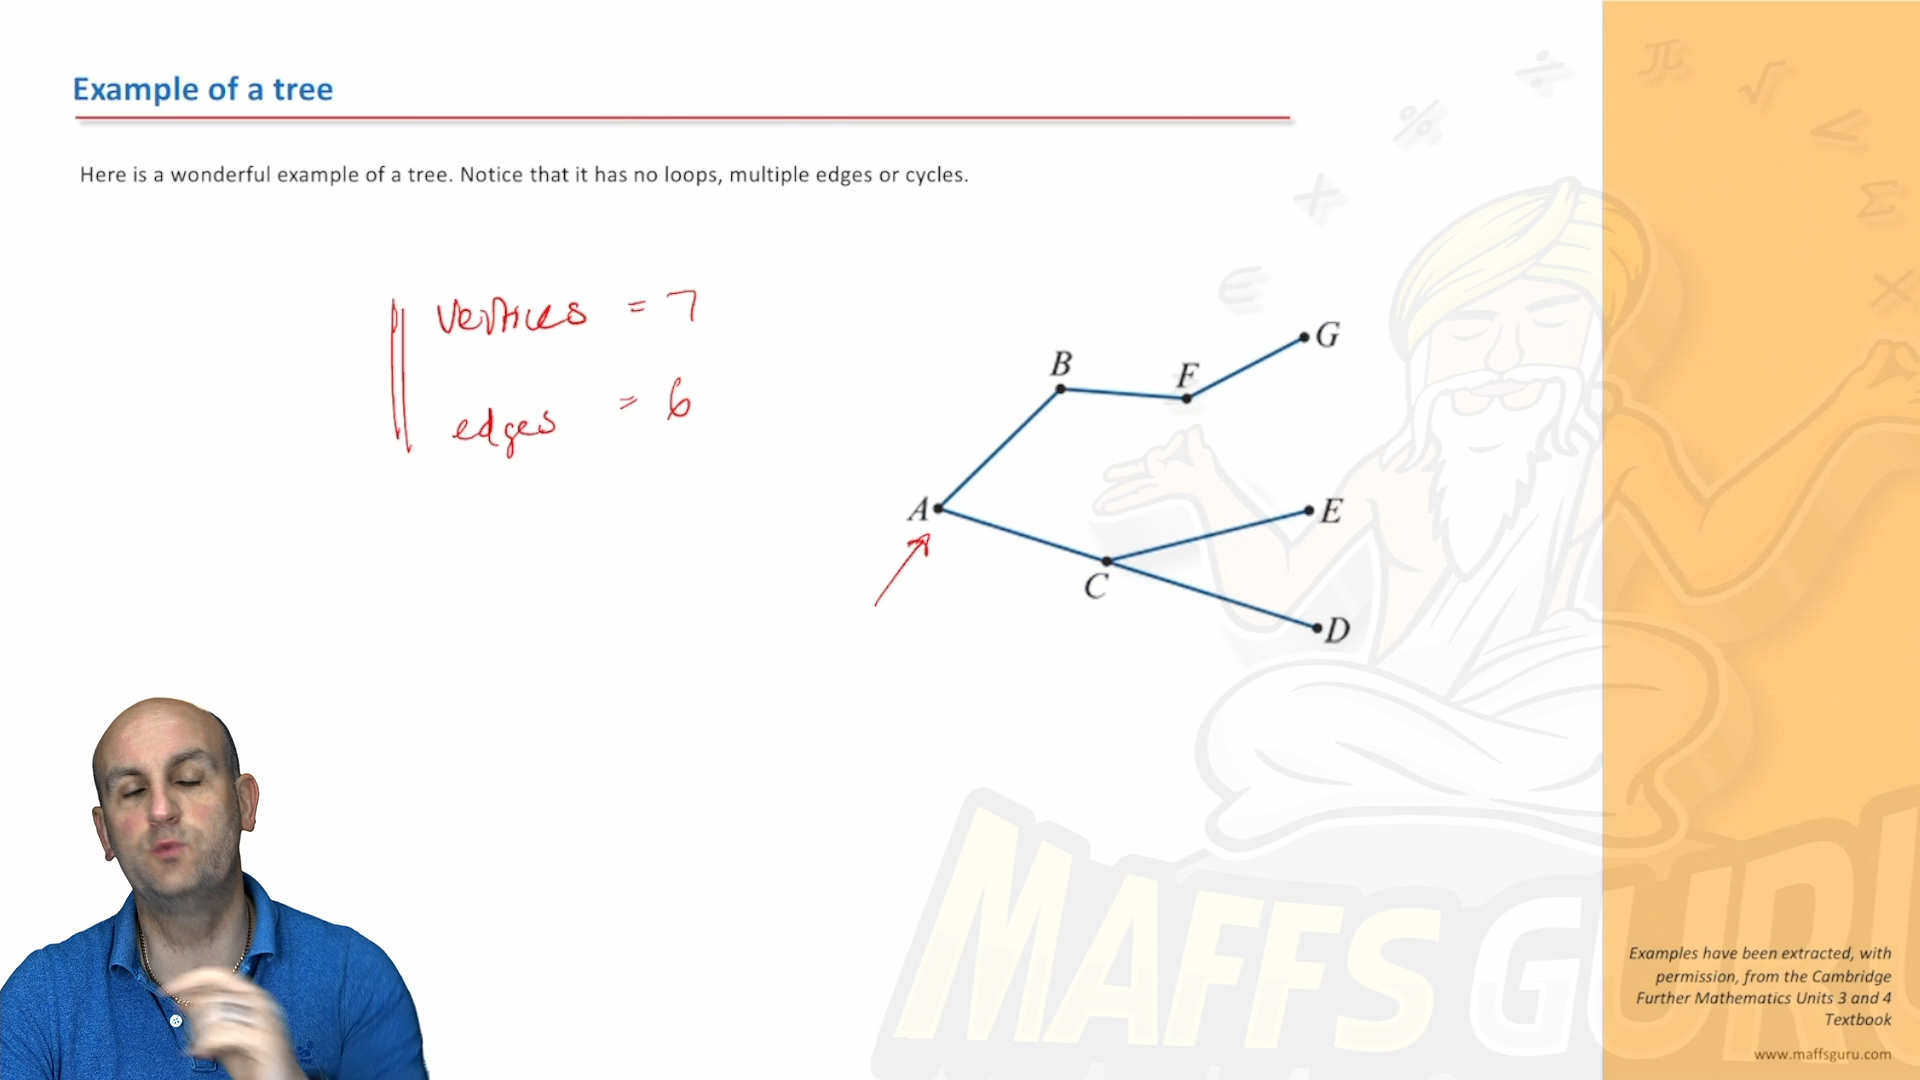 Example of a tree
Here is a wonderful example of a tree. Notice that it has no loops, multiple edges or cycles.
vertices = 7
edges = 6
G
B
F
A
E
C
D
MAFFS GURU
Examples have been extracted, with
permission, from the Cambridge
Further Mathematics Units 3 and 4
Textbook
www.maffsguru.com